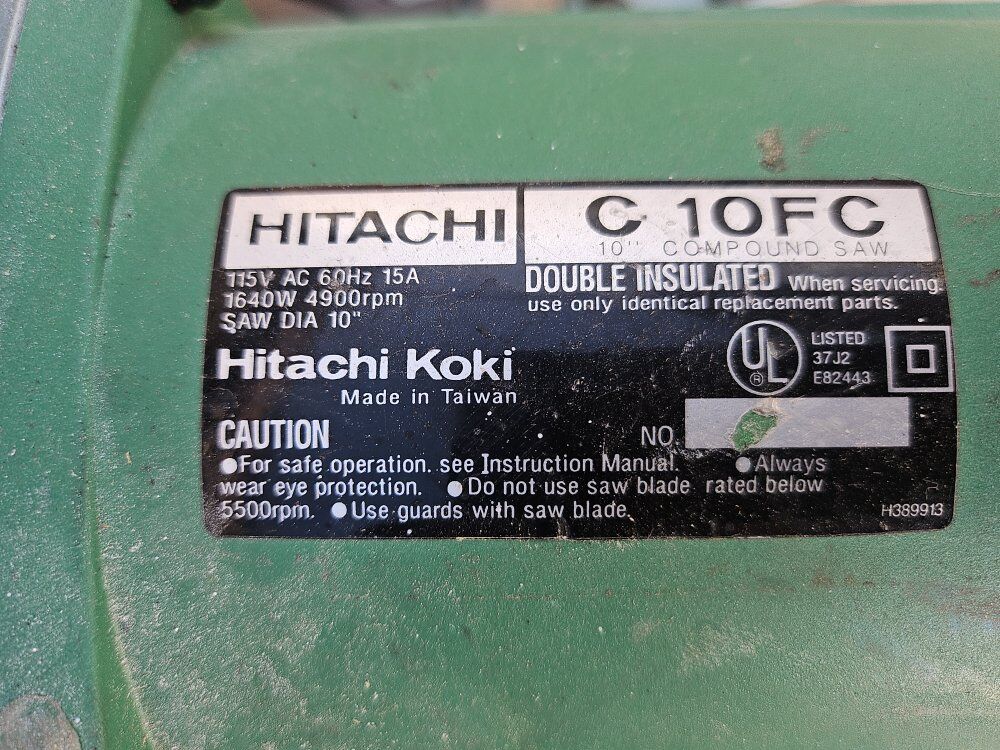 HITACHI
C 10FC
10" COMPOUND SAW
115V AC 60Hz 15A
1640W 4900rpm
SAW DIA 10"
DOUBLE INSULATED When servicing.
use only identical replacement parts.
Hitachi Koki
Made in Taiwan
UL
®
LISTED
37J2
E82443
NO.
CAUTION
●For safe operation. see Instruction Manual. ●Always
wear eye protection. ●Do not use saw blade rated below
5500rpm. ●Use guards with saw blade.
H389913